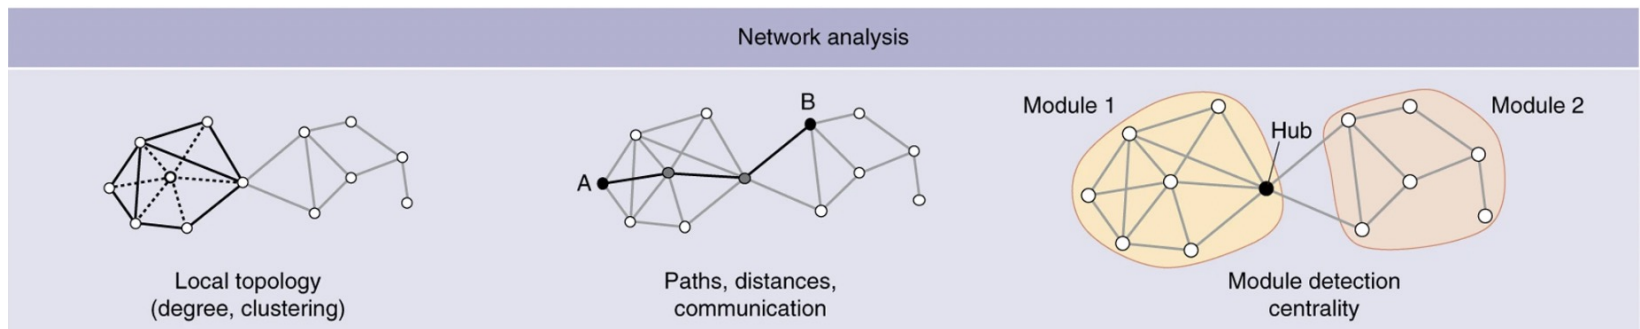 Network analysis
A
B
Module 1
Hub
Module 2
Local topology
(degree, clustering)
Paths, distances,
communication
Module detection
centrality